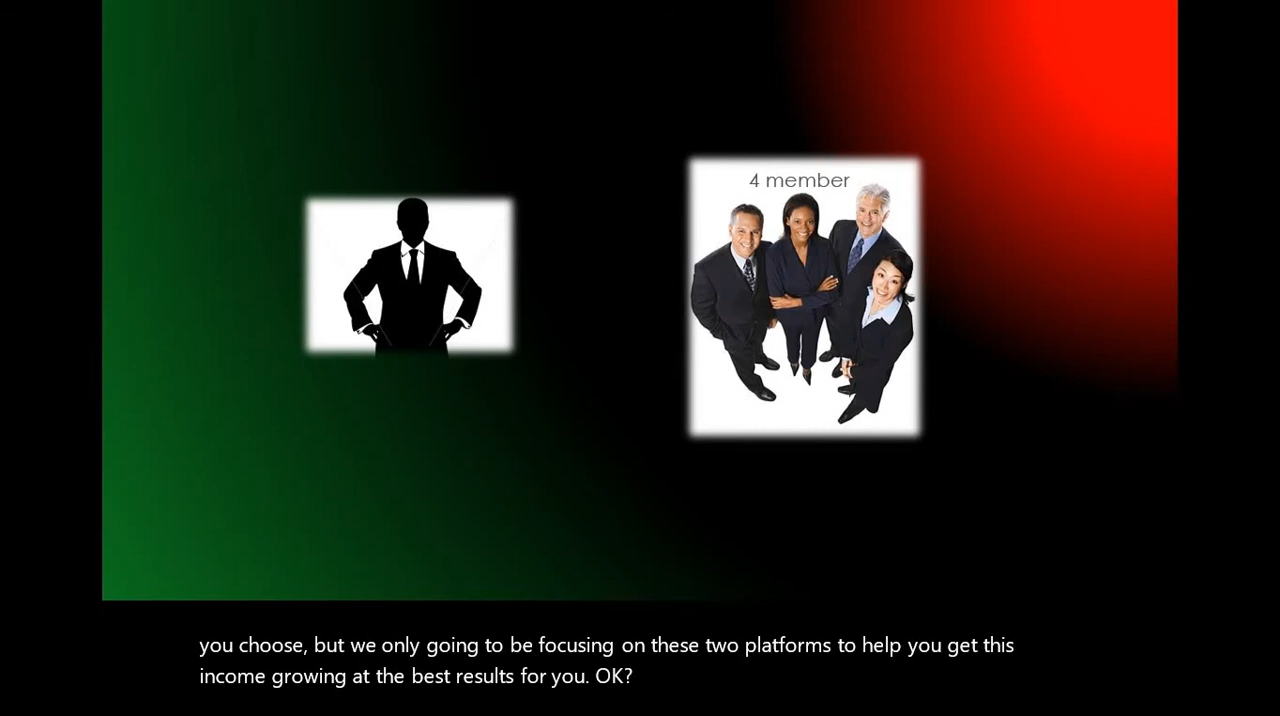 4 member
you choose, but we only going to be focusing on these two platforms to help you get this
income growing at the best results for you. OK?